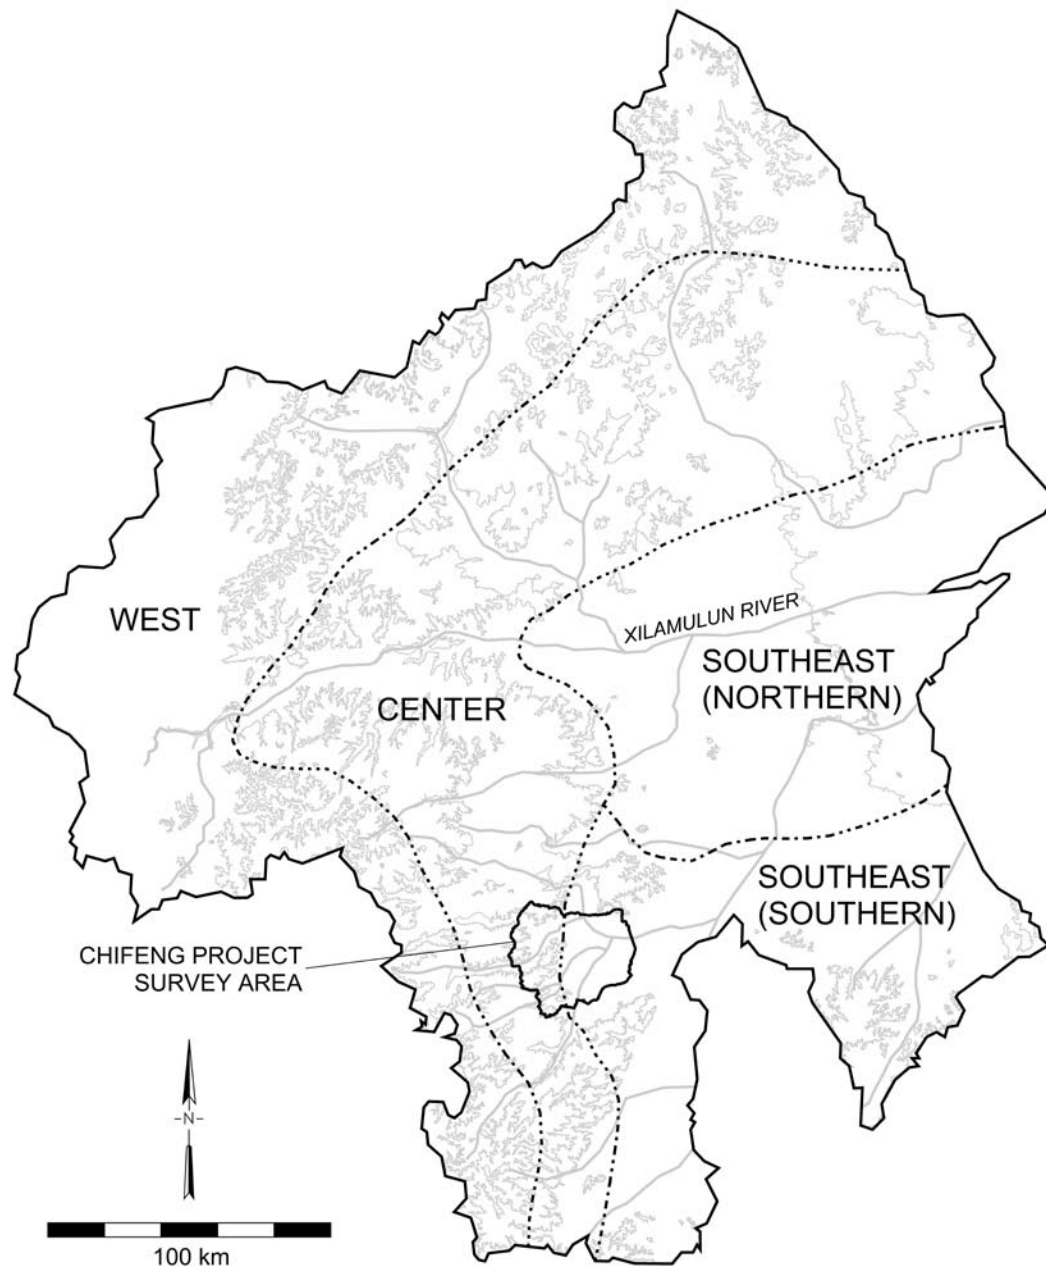 WEST
XILAMULUN RIVER
SOUTHEAST
(NORTHERN)
CENTER
SOUTHEAST
(SOUTHERN)
CHIFENG PROJECT
SURVEY AREA
N
100 km